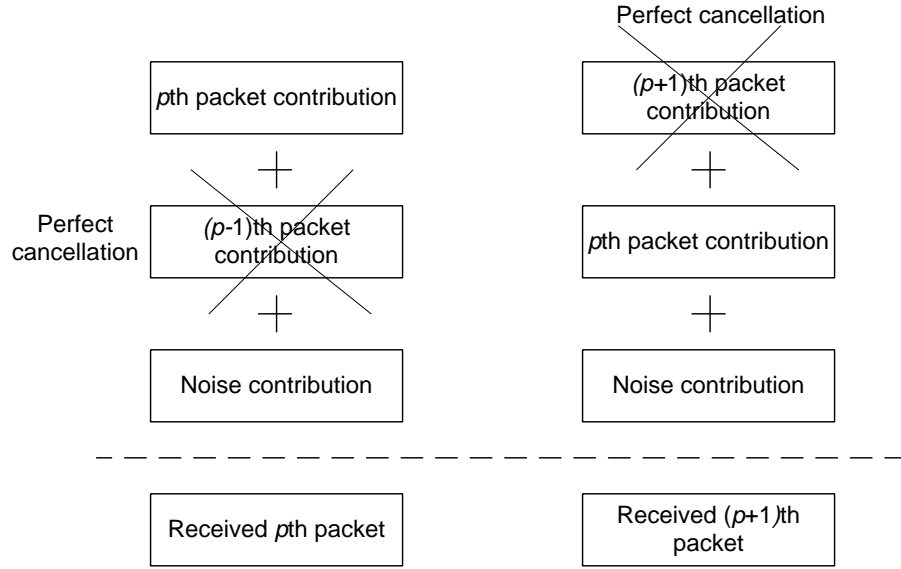 Perfect cancellation
pth packet contribution
(p+1)th packet
contribution
Perfect
cancellation
(p-1)th packet
contribution
pth packet contribution
Noise contribution
Noise contribution
Received pth packet
Received (p+1)th
packet